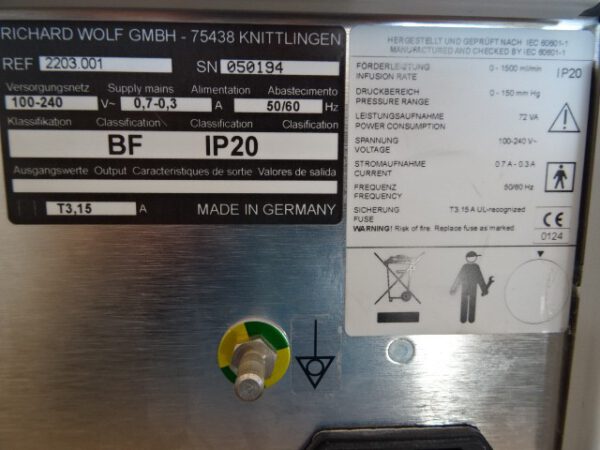 RICHARD WOLF GMBH - 75438 KNITTLINGEN
REF 2203.001 SN 050194
Versorgungsnetz Supply mains Alimentation Abastecimento
100-240 V~ 0,7-0,3 A 50/60 Hz
Klassifikation Classification Classification Clasification
BF IP20
Ausgangswerte Output Caracteristiques de sortie Valores de salida
T3,15 A MADE IN GERMANY
HERGESTELLT UND GEPRÜFT NACH IEC 60601-1
MANUFACTURED AND CHECKED BY IEC 60601-1
FÖRDERLEISTUNG 0 - 1500 ml/min IP20
INFUSION RATE
DRUCKBEREICH 0 - 150 mm Hg
PRESSURE RANGE
LEISTUNGSAUFNAHME 72 VA
POWER CONSUMPTION
SPANNUNG 100-240 V~
VOLTAGE
STROMAUFNAHME 0.7 A - 0.3 A
CURRENT
FREQUENZ 50/60 Hz
FREQUENCY
SICHERUNG T3.15 A UL-recognized
FUSE
WARNING! Risk of fire. Replace fuse as marked
CE
0124